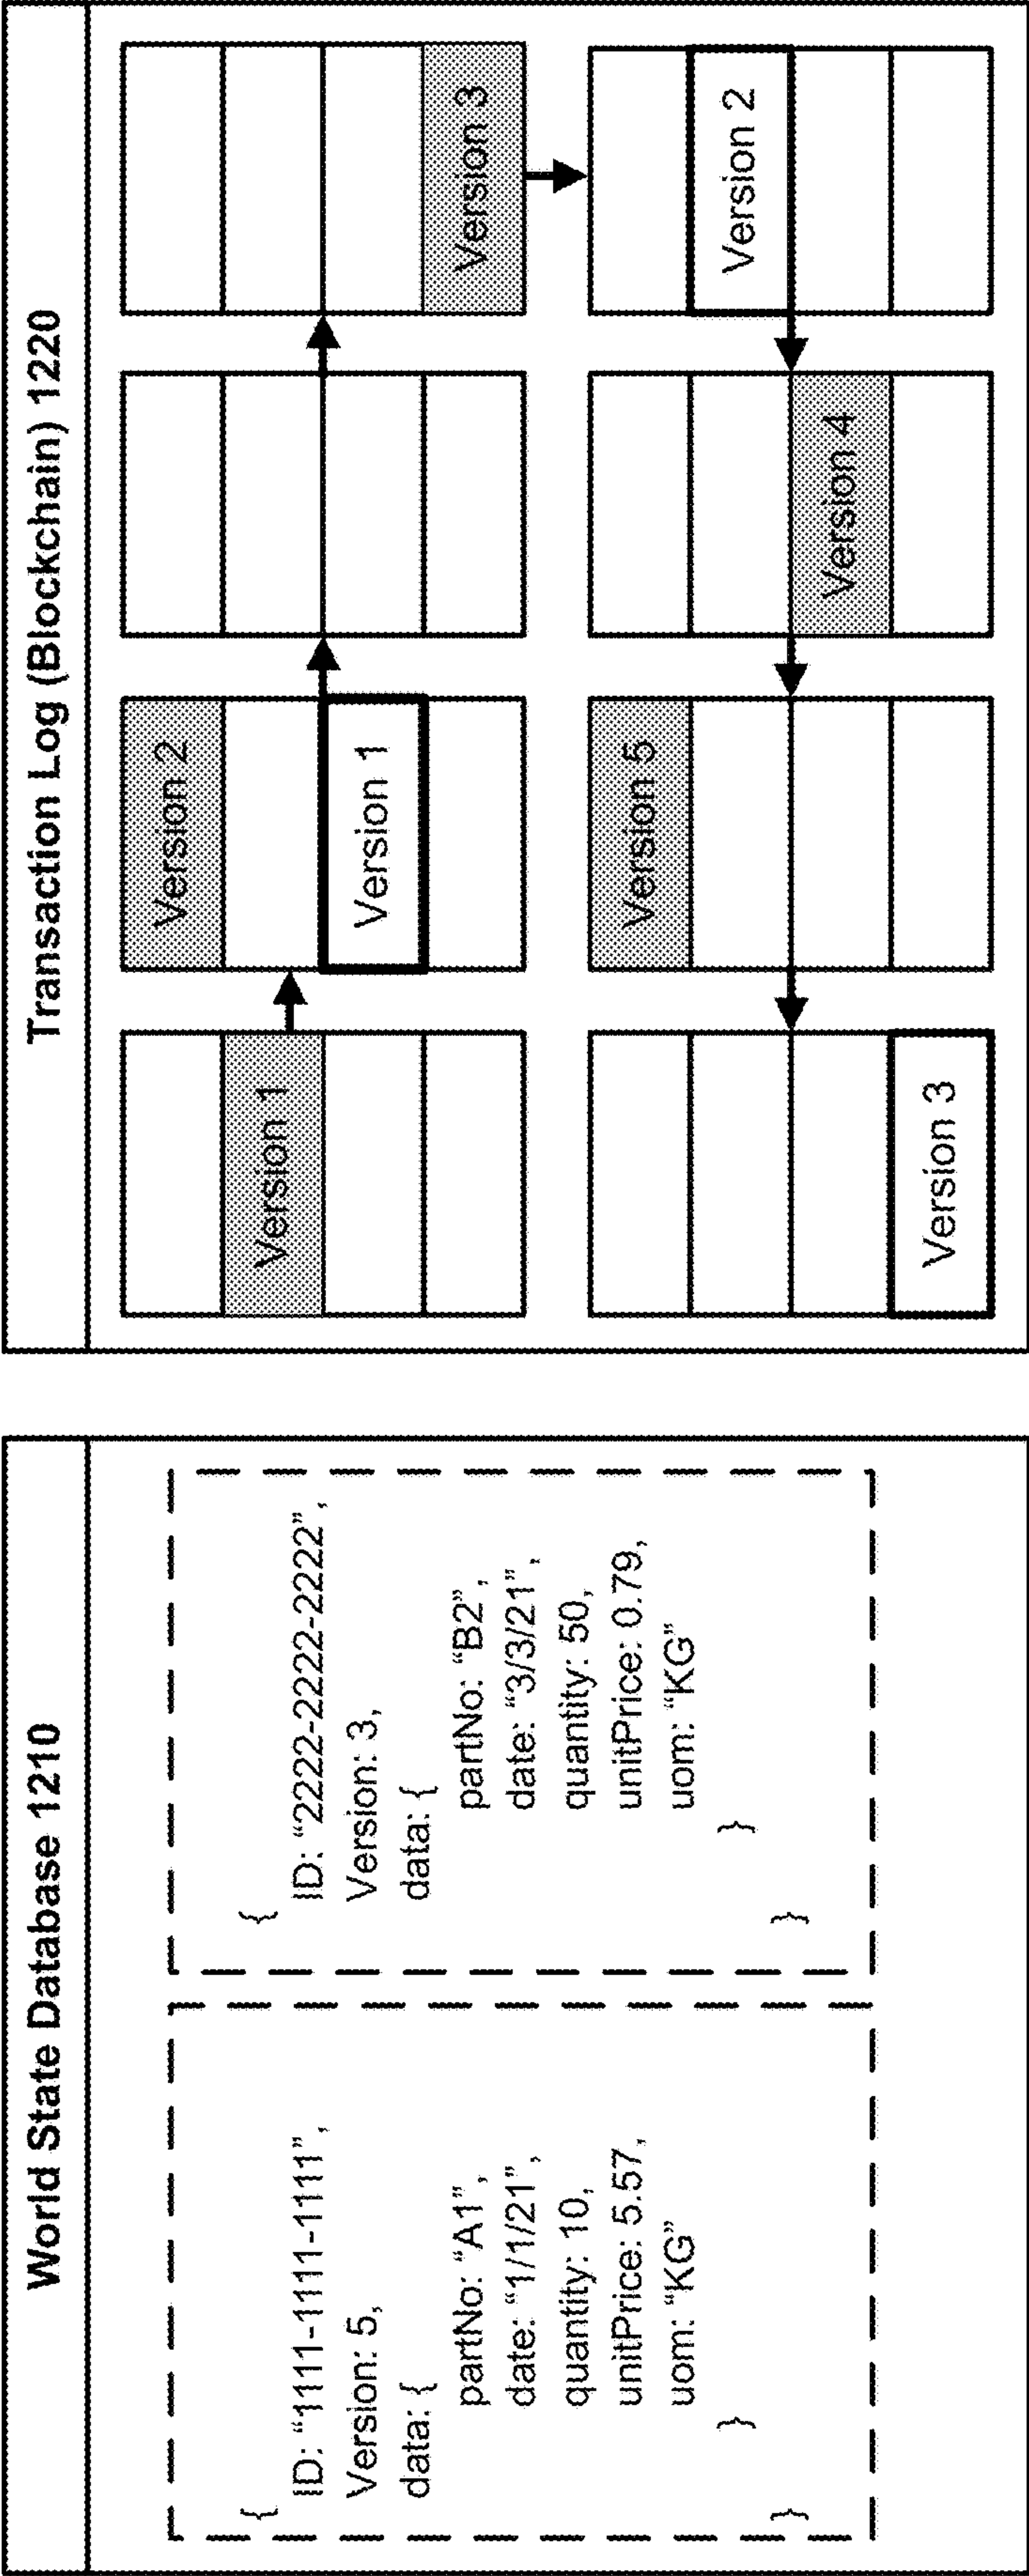 World State Database 1210
{
ID: “1111-1111-1111”,
Version: 5,
data: {
partNo: “A1”,
date: “1/1/21”,
quantity: 10,
unitPrice: 5.57,
uom: “KG”
}
}
{
ID: “2222-2222-2222”,
Version: 3,
data: {
partNo: “B2”,
date: “3/3/21”,
quantity: 50,
unitPrice: 0.79,
uom: “KG”
}
}
Transaction Log (Blockchain) 1220
Version 1
Version 2
Version 1
Version 3
Version 2
Version 4
Version 5
Version 3